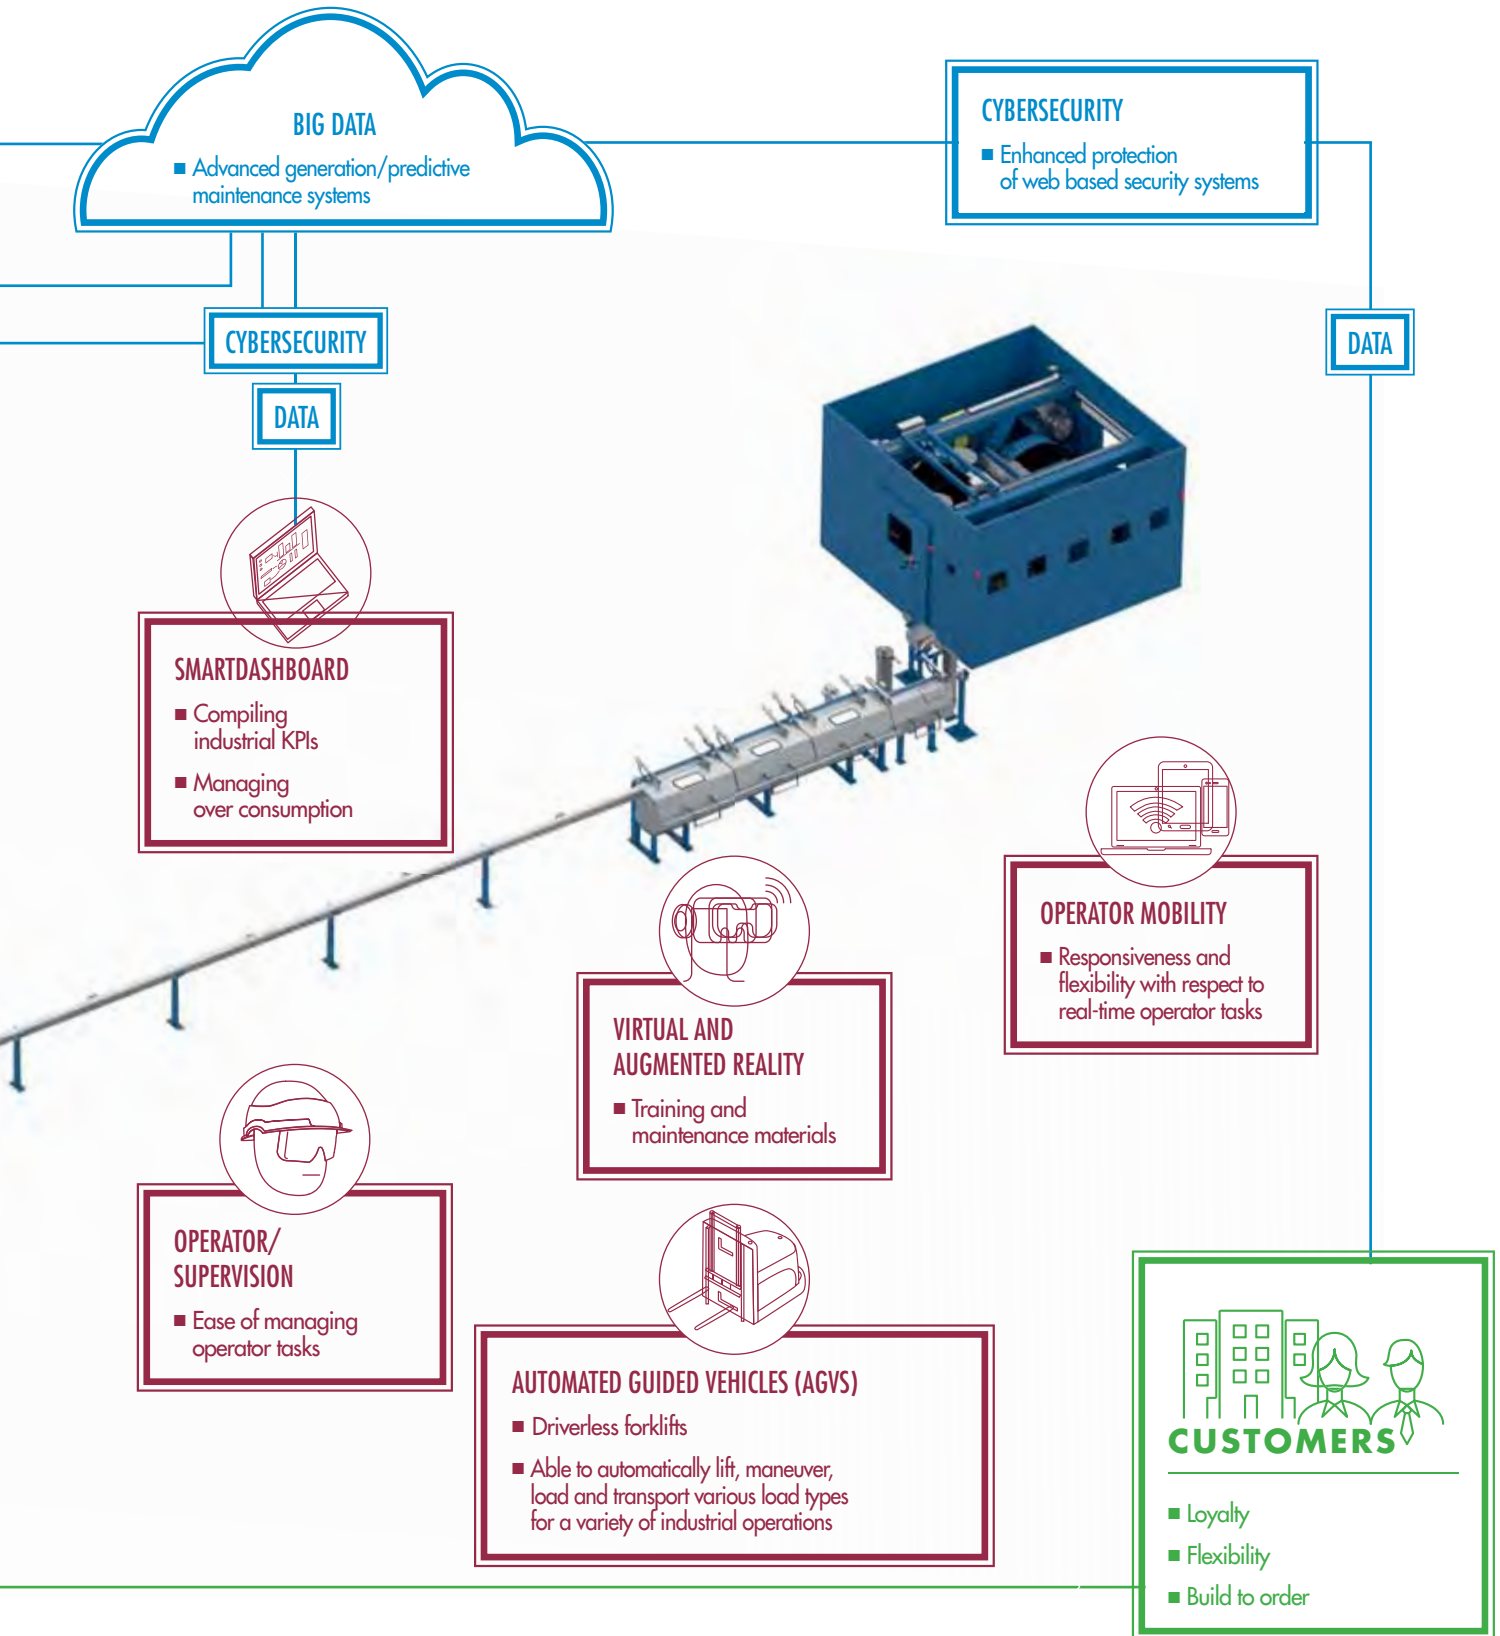 BIG DATA
■ Advanced generation/predictive
maintenance systems
CYBERSECURITY
■ Enhanced protection
of web based security systems
CYBERSECURITY
DATA
DATA
SMARTDASHBOARD
■ Compiling
industrial KPIs
■ Managing
over consumption
OPERATOR MOBILITY
■ Responsiveness and
flexibility with respect to
real-time operator tasks
VIRTUAL AND
AUGMENTED REALITY
■ Training and
maintenance materials
OPERATOR/
SUPERVISION
■ Ease of managing
operator tasks
AUTOMATED GUIDED VEHICLES (AGVS)
■ Driverless forklifts
■ Able to automatically lift, maneuver,
load and transport various load types
for a variety of industrial operations
CUSTOMERS
■ Loyalty
■ Flexibility
■ Build to order